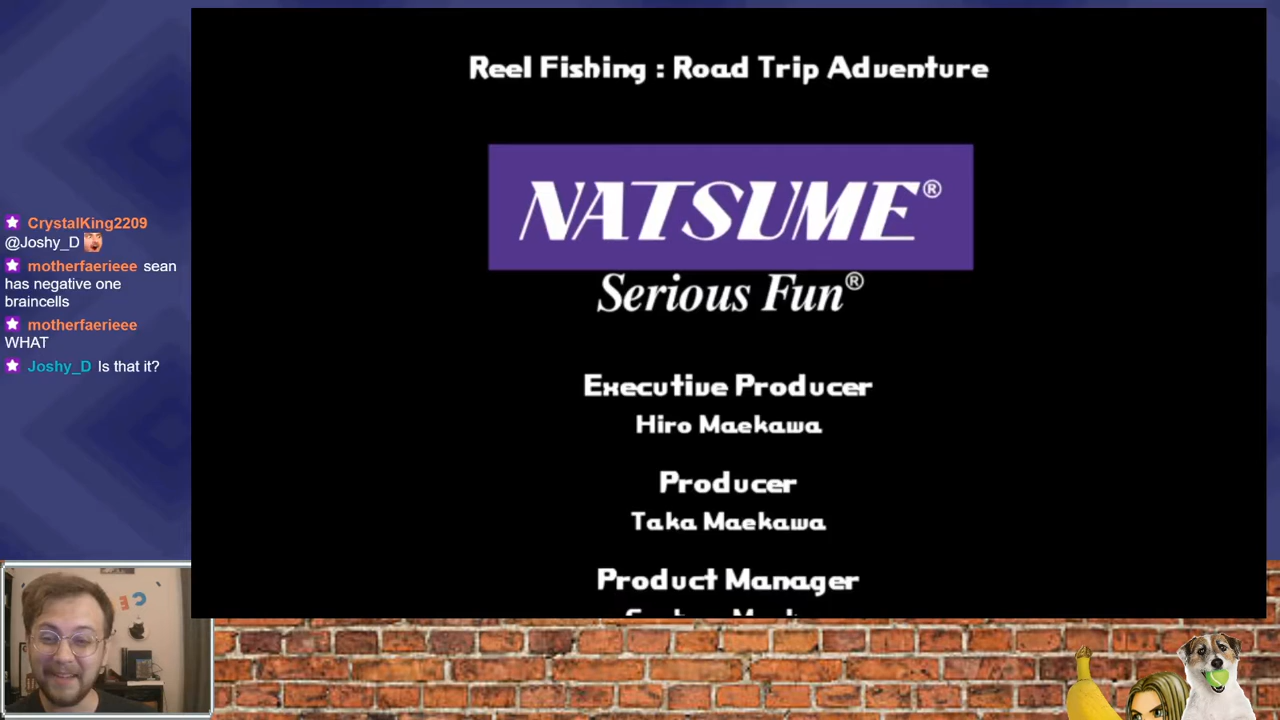 CrystalKing2209
@Joshy_D
motherfaerieee sean
has negative one
braincells
motherfaerieee
WHAT
Joshy_D Is that it?
Reel Fishing : Road Trip Adventure
NATSUME®
Serious Fun®
Executive Producer
Hiro Maekawa
Producer
Taka Maekawa
Product Manager